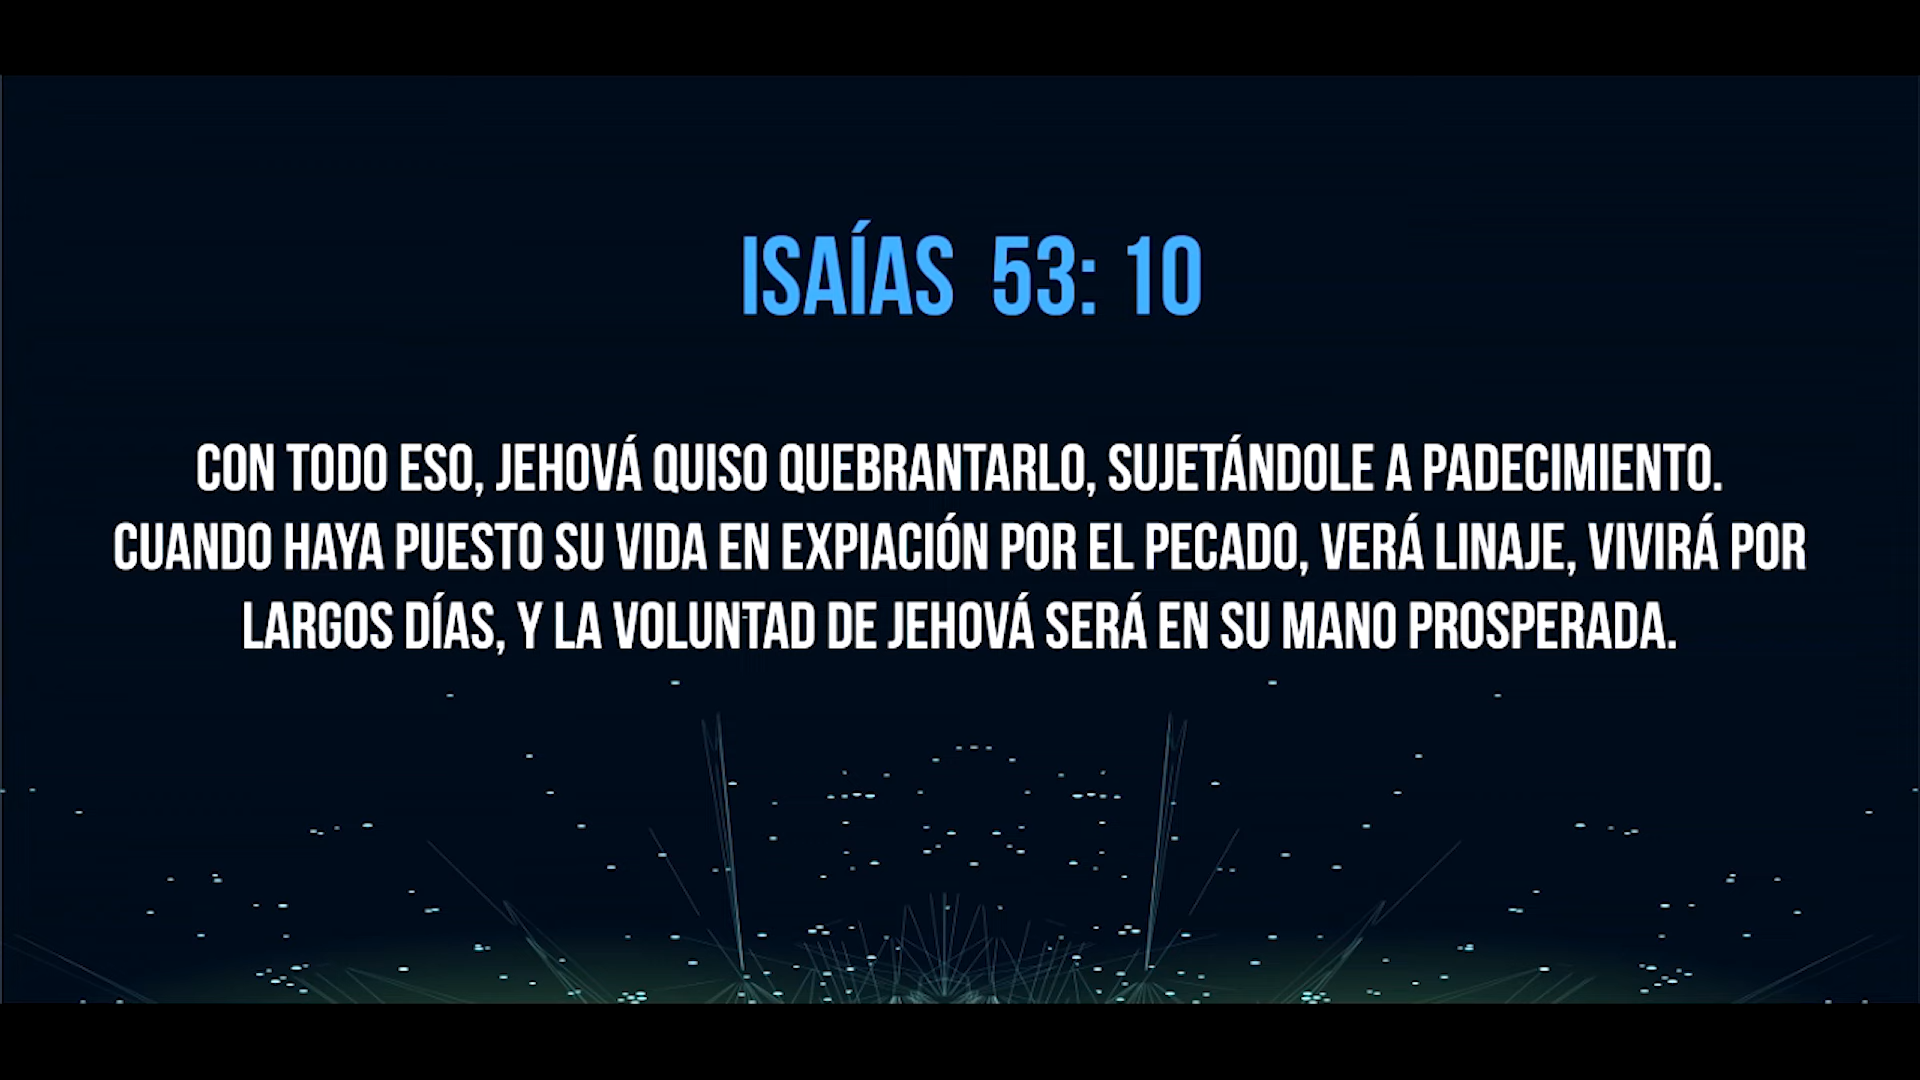 ISAÍAS 53: 10
CON TODO ESO, JEHOVÁ QUISO QUEBRANTARLO, SUJETÁNDOLE A PADECIMIENTO.
CUANDO HAYA PUESTO SU VIDA EN EXPIACIÓN POR EL PECADO, VERÁ LINAJE, VIVIRÁ POR
LARGOS DÍAS, Y LA VOLUNTAD DE JEHOVÁ SERÁ EN SU MANO PROSPERADA.